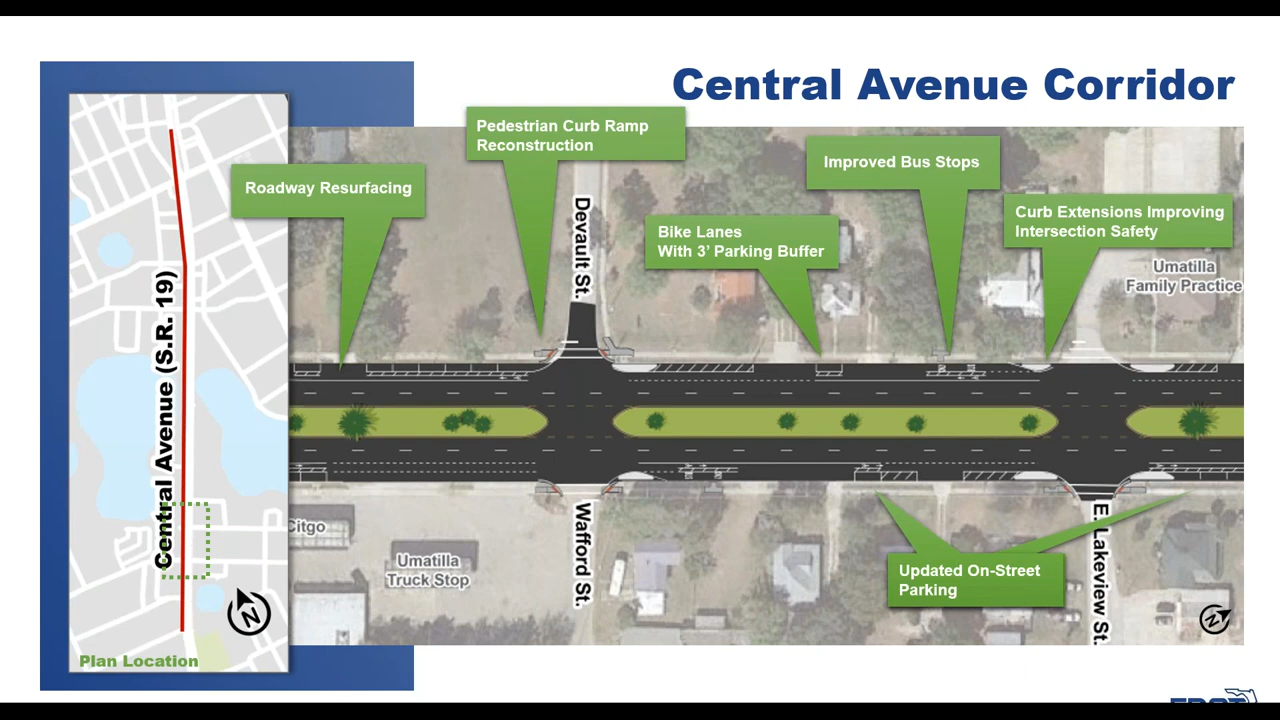 Central Avenue Corridor
Pedestrian Curb Ramp
Reconstruction
Improved Bus Stops
Roadway Resurfacing
Curb Extensions Improving
Intersection Safety
Bike Lanes
With 3’ Parking Buffer
Devault St.
Umatilla
Family Practice
Central Avenue (S.R. 19)
Citgo
Umatilla
Truck Stop
Wafford St.
E. Lakeview St.
Updated On-Street
Parking
N
N
Plan Location
FDOT